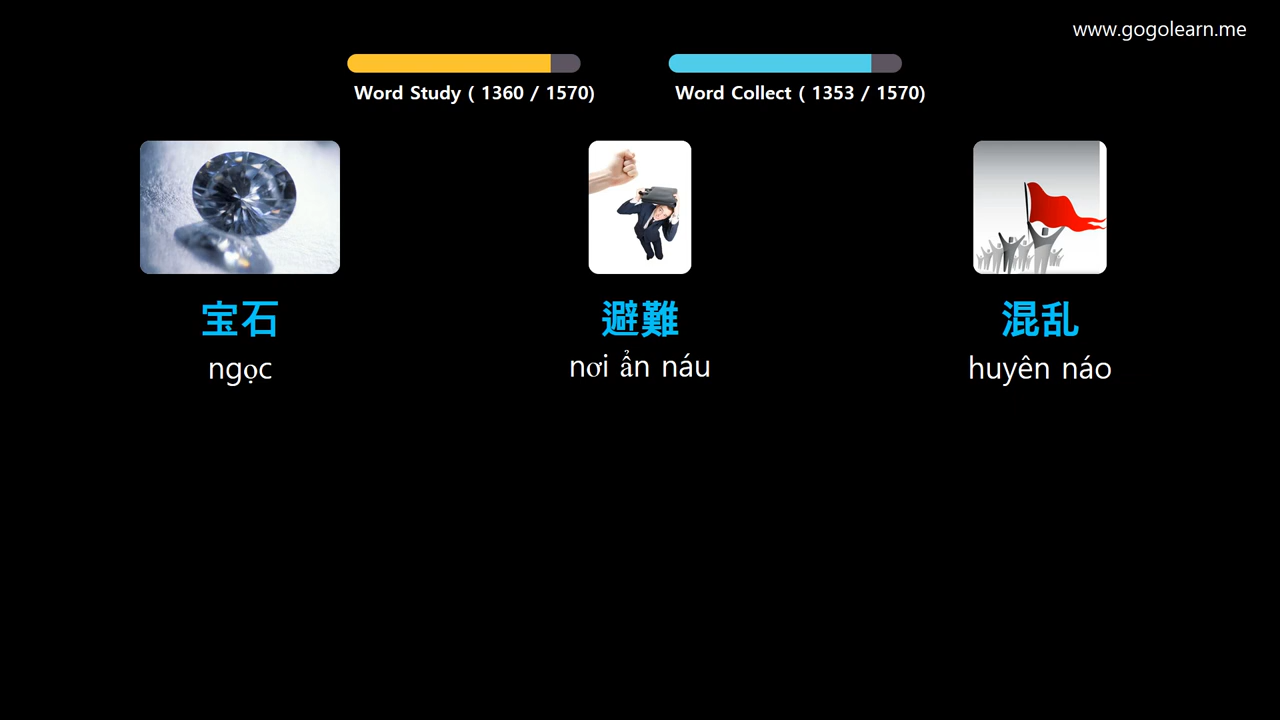 www.gogolearn.me
Word Study ( 1360 / 1570)
Word Collect ( 1353 / 1570)
宝石
避難
混乱
ngọc
nơi ẩn náu
huyên náo